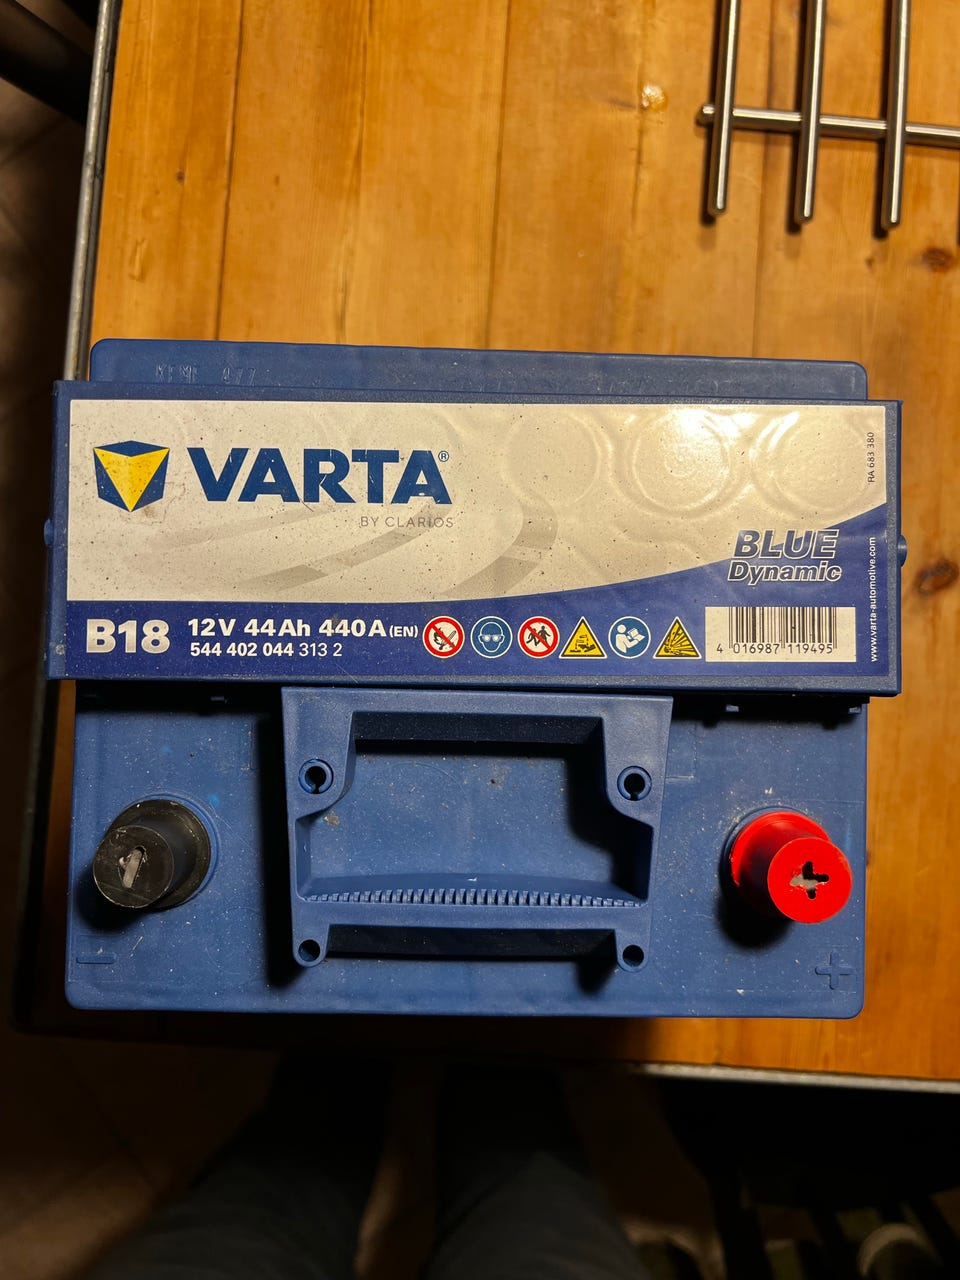 VARTA®
BY CLARIOS
RA 683 380
BLUE
Dynamic
www.varta-automotive.com
B18
12V 44Ah 440A (EN)
544 402 044 313 2
4 016987 119495
−
+